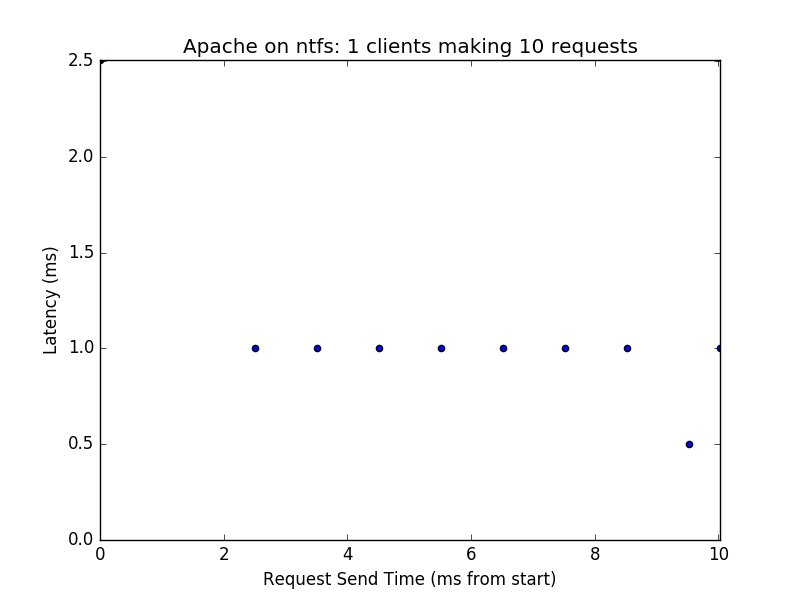 Apache on ntfs: 1 clients making 10 requests
2.5
2.0
1.5
1.0
0.5
0.0
Latency (ms)
0 2 4 6 8 10
Request Send Time (ms from start)